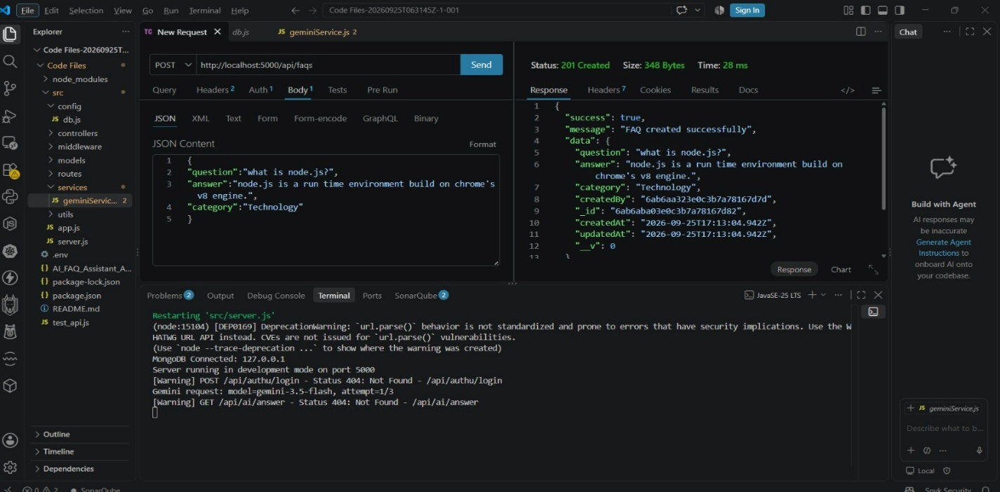 File Edit Selection View Go Run Terminal Help
Code Files-20260925T063145Z-1-001
Sign In
Explorer
Code Files-20260925T...
Code Files
node_modules
src
config
JS db.js
controllers
middleware
models
routes
services
JS geminiServic... 2
utils
JS app.js
JS server.js
.env
{} AI_FAQ_Assistant_A...
{} package-lock.json
{} package.json
README.md
JS test_api.js
Outline
Timeline
Dependencies
TC New Request
db.js
JS geminiService.js 2
POST http://localhost:5000/api/faqs Send
Query Headers 2 Auth 1 Body 1 Tests Pre Run
JSON XML Text Form Form-encode GraphQL Binary
JSON Content Format
1 {
2 "question":"what is node.js?",
3 "answer":"node.js is a run time environment build on chrome's
v8 engine.",
4 "category":"Technology"
5 }
Status: 201 Created Size: 348 Bytes Time: 28 ms
Response Headers 7 Cookies Results Docs </>
1 {
2 "success": true,
3 "message": "FAQ created successfully",
4 "data": {
5 "question": "what is node.js?",
6 "answer": "node.js is a run time environment build on
chrome's v8 engine.",
7 "category": "Technology",
8 "createdBy": "6ab6aa323e0c3b7a78167d7d",
9 "_id": "6ab6aba03e0c3b7a78167d82",
10 "createdAt": "2026-09-25T17:13:04.942Z",
11 "updatedAt": "2026-09-25T17:13:04.942Z",
12 "__v": 0
13 }
Response Chart
Problems 2 Output Debug Console Terminal Ports SonarQube 2
JavaSE-25 LTS
Restarting 'src/server.js'
(node:15104) [DEP0169] DeprecationWarning: `url.parse()` behavior is not standardized and prone to errors that have security implications. Use the W
HATWG URL API instead. CVEs are not issued for `url.parse()` vulnerabilities.
(Use `node --trace-deprecation ...` to show where the warning was created)
MongoDB Connected: 127.0.0.1
Server running in development mode on port 5000
[Warning] POST /api/authu/login - Status 404: Not Found - /api/authu/login
Gemini request: model=gemini-3.5-flash, attempt=1/3
[Warning] GET /api/ai/answer - Status 404: Not Found - /api/ai/answer
Chat
Build with Agent
AI responses may
be inaccurate
Generate Agent
Instructions to
onboard AI onto
your codebase.
JS geminiService.js
Describe what to b...
Local
0 2 SonarQube
Snyk Security